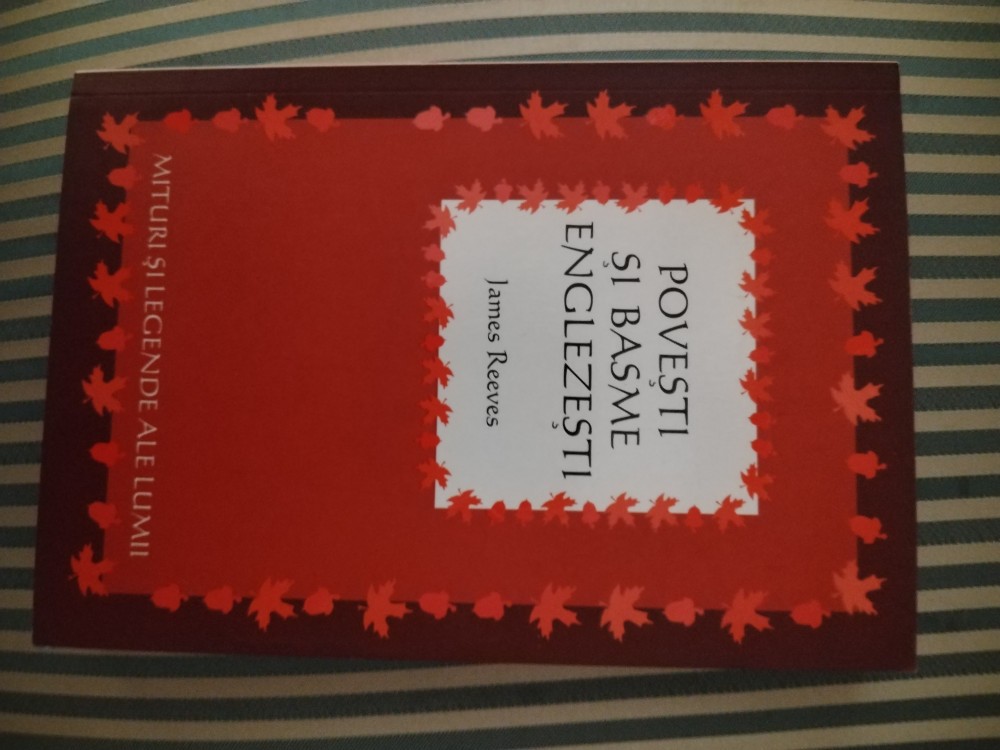 POVEȘTI
ȘI BASME
ENGLEZEȘTI
James Reeves
MITURI ȘI LEGENDE ALE LUMII